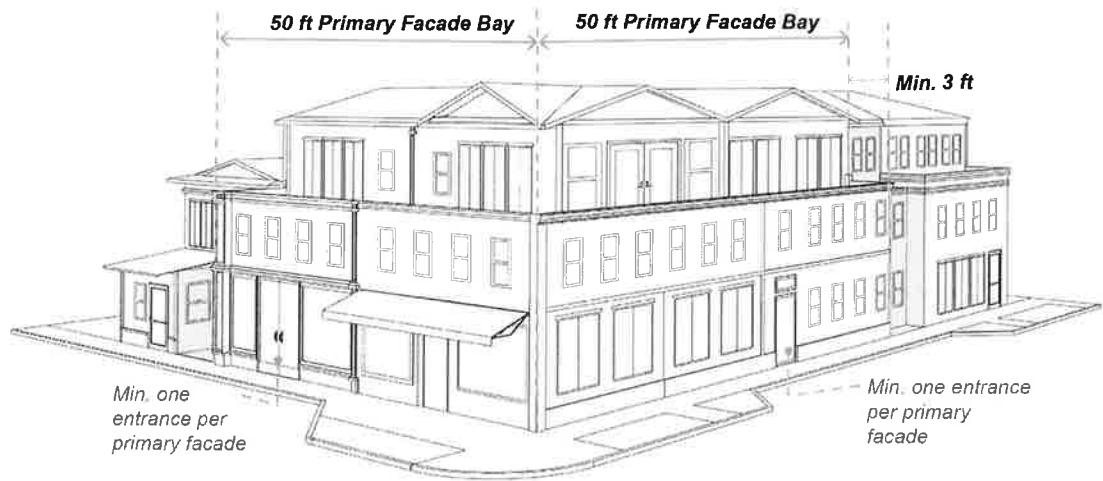 50 ft Primary Facade Bay
50 ft Primary Facade Bay
Min. 3 ft
Min. one
entrance per
primary facade
Min. one entrance
per primary
facade